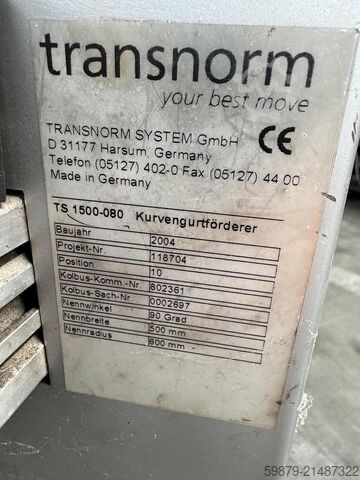 transnorm
your best move
TRANSNORM SYSTEM GmbH
D 31177 Harsum, Germany
Telefon (05127) 402-0 Fax (05127) 44 00
Made in Germany
CE
TS 1500-080 Kurvengurtförderer
Baujahr 2004
Projekt-Nr. 118704
Position 10
Kolbus-Komm.-Nr. 802361
Kolbus-Sach-Nr. 0002697
Nennwinkel 90 Grad
Nennbreite 500 mm
Nennradius 600 mm
59879-21487322